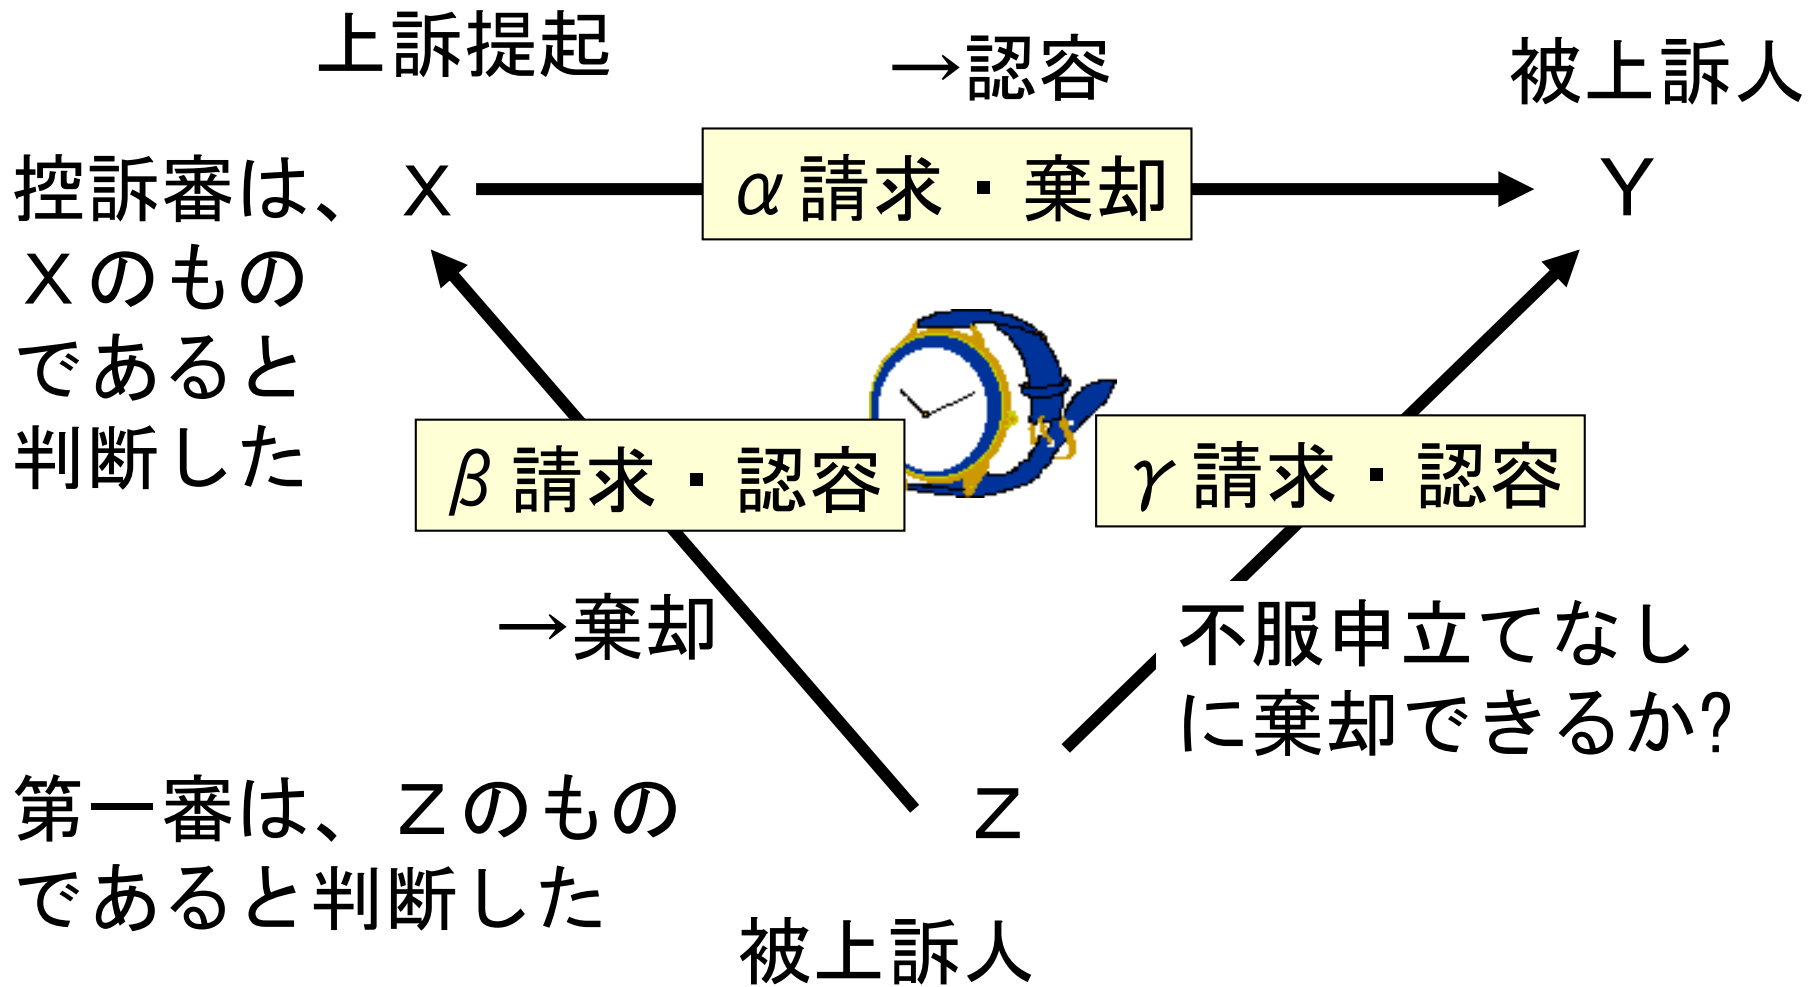 上訴提起
→認容
被上訴人
控訴審は、
Xのもの
であると
判断した
X
α請求・棄却
Y
β請求・認容
γ請求・認容
→棄却
不服申立てなし
に棄却できるか?
第一審は、Zのもの
であると判断した
Z
被上訴人